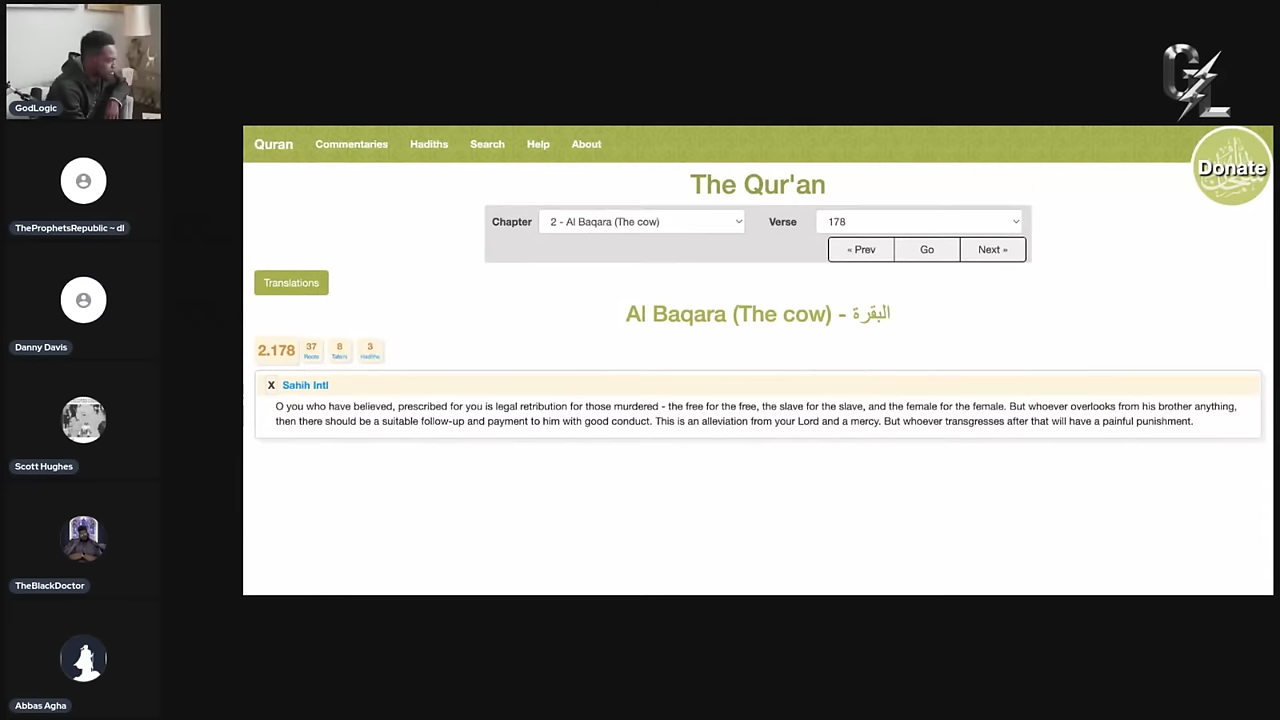 GodLogic
TheProphetsRepublic ~ dl
Danny Davis
Scott Hughes
TheBlackDoctor
Abbas Agha
GL
Quran Commentaries Hadiths Search Help About
Donate
The Qur'an
Chapter 2 - Al Baqara (The cow) Verse 178
« Prev Go Next »
Translations
Al Baqara (The cow) - البقرة
2.178 37 Roots 8 Tafsirs 3 Hadiths
X Sahih Intl
O you who have believed, prescribed for you is legal retribution for those murdered - the free for the free, the slave for the slave, and the female for the female. But whoever overlooks from his brother anything,
then there should be a suitable follow-up and payment to him with good conduct. This is an alleviation from your Lord and a mercy. But whoever transgresses after that will have a painful punishment.